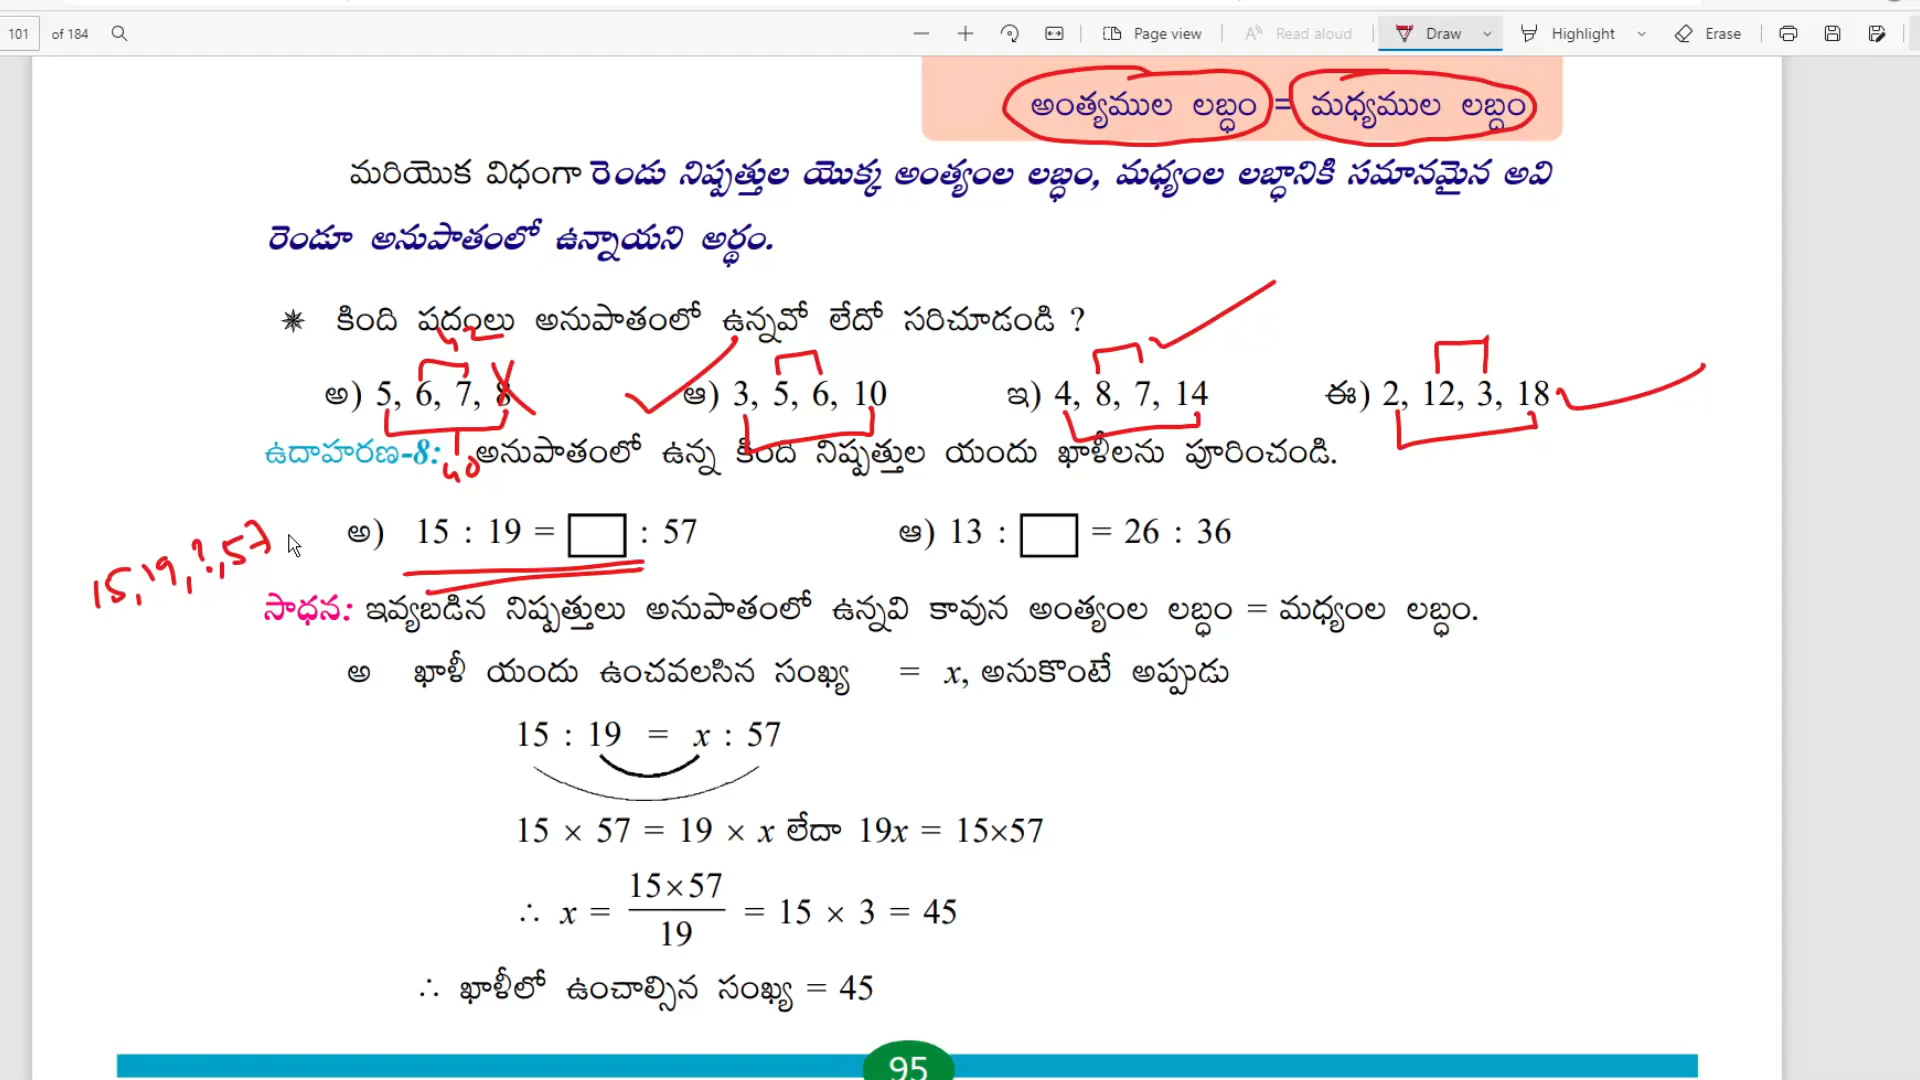 101 of 184 Page view Read aloud Draw Highlight Erase
అంత్యముల లబ్ధం = మధ్యముల లబ్దం
మరియొక విధంగా రెండు నిష్పత్తుల యొక్క అంత్యంల లబ్ధం, మధ్యంల లబ్ధానికి సమానమైన అవి
రెండూ అనుపాతంలో ఉన్నాయని అర్థం.
✴ కింది షదంలు అనుపాతంలో ఉన్నవో లేదో సరిచూడండి ?
42
అ) 5, 6, 7, 8 ఆ) 3, 5, 6, 10 ఇ) 4, 8, 7, 14 ఈ) 2, 12, 3, 18
ఉదాహరణ-8: అనుపాతంలో ఉన్న కింది నిష్పత్తుల యందు ఖాళీలను పూరించండి.
40
అ) 15 : 19 = □ : 57 ఆ) 13 : □ = 26 : 36
15, 19, ?, 57
సాధన: ఇవ్వబడిన నిష్పత్తులు అనుపాతంలో ఉన్నవి కావున అంత్యంల లబ్ధం = మధ్యంల లబ్ధం.
అ ఖాళీ యందు ఉంచవలసిన సంఖ్య = x, అనుకొంటే అప్పుడు
15 : 19 = x : 57
15 × 57 = 19 × x లేదా 19x = 15×57
∴ x = 15×57/19 = 15 × 3 = 45
∴ ఖాళీలో ఉంచాల్సిన సంఖ్య = 45
95